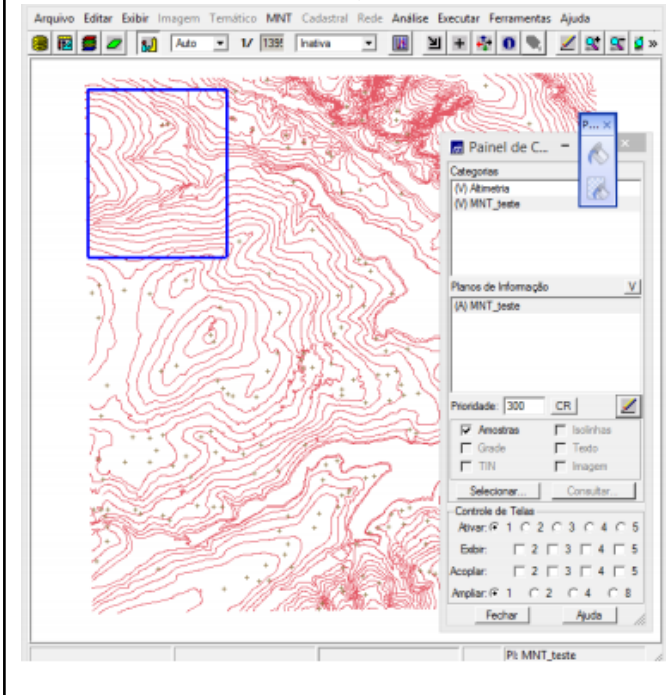 Arquivo Editar Exibir Imagem Temático MNT Cadastral Rede Análise Executar Ferramentas Ajuda
Auto 1/ Inativa »
P... ×
Painel de C... – ×
Categorias
(V) Altimetria
(V) MNT_teste
Planos de Informação V
(A) MNT_teste
Prioridade: 300 CR
Amostras Isolinhas
Grade Texto
TIN Imagem
Selecionar... Consultar...
Controle de Telas
Ativar: 1 2 3 4 5
Exibir: 2 3 4 5
Acoplar: 2 3 4 5
Ampliar: 1 2 4 8
Fechar Ajuda
PI: MNT_teste